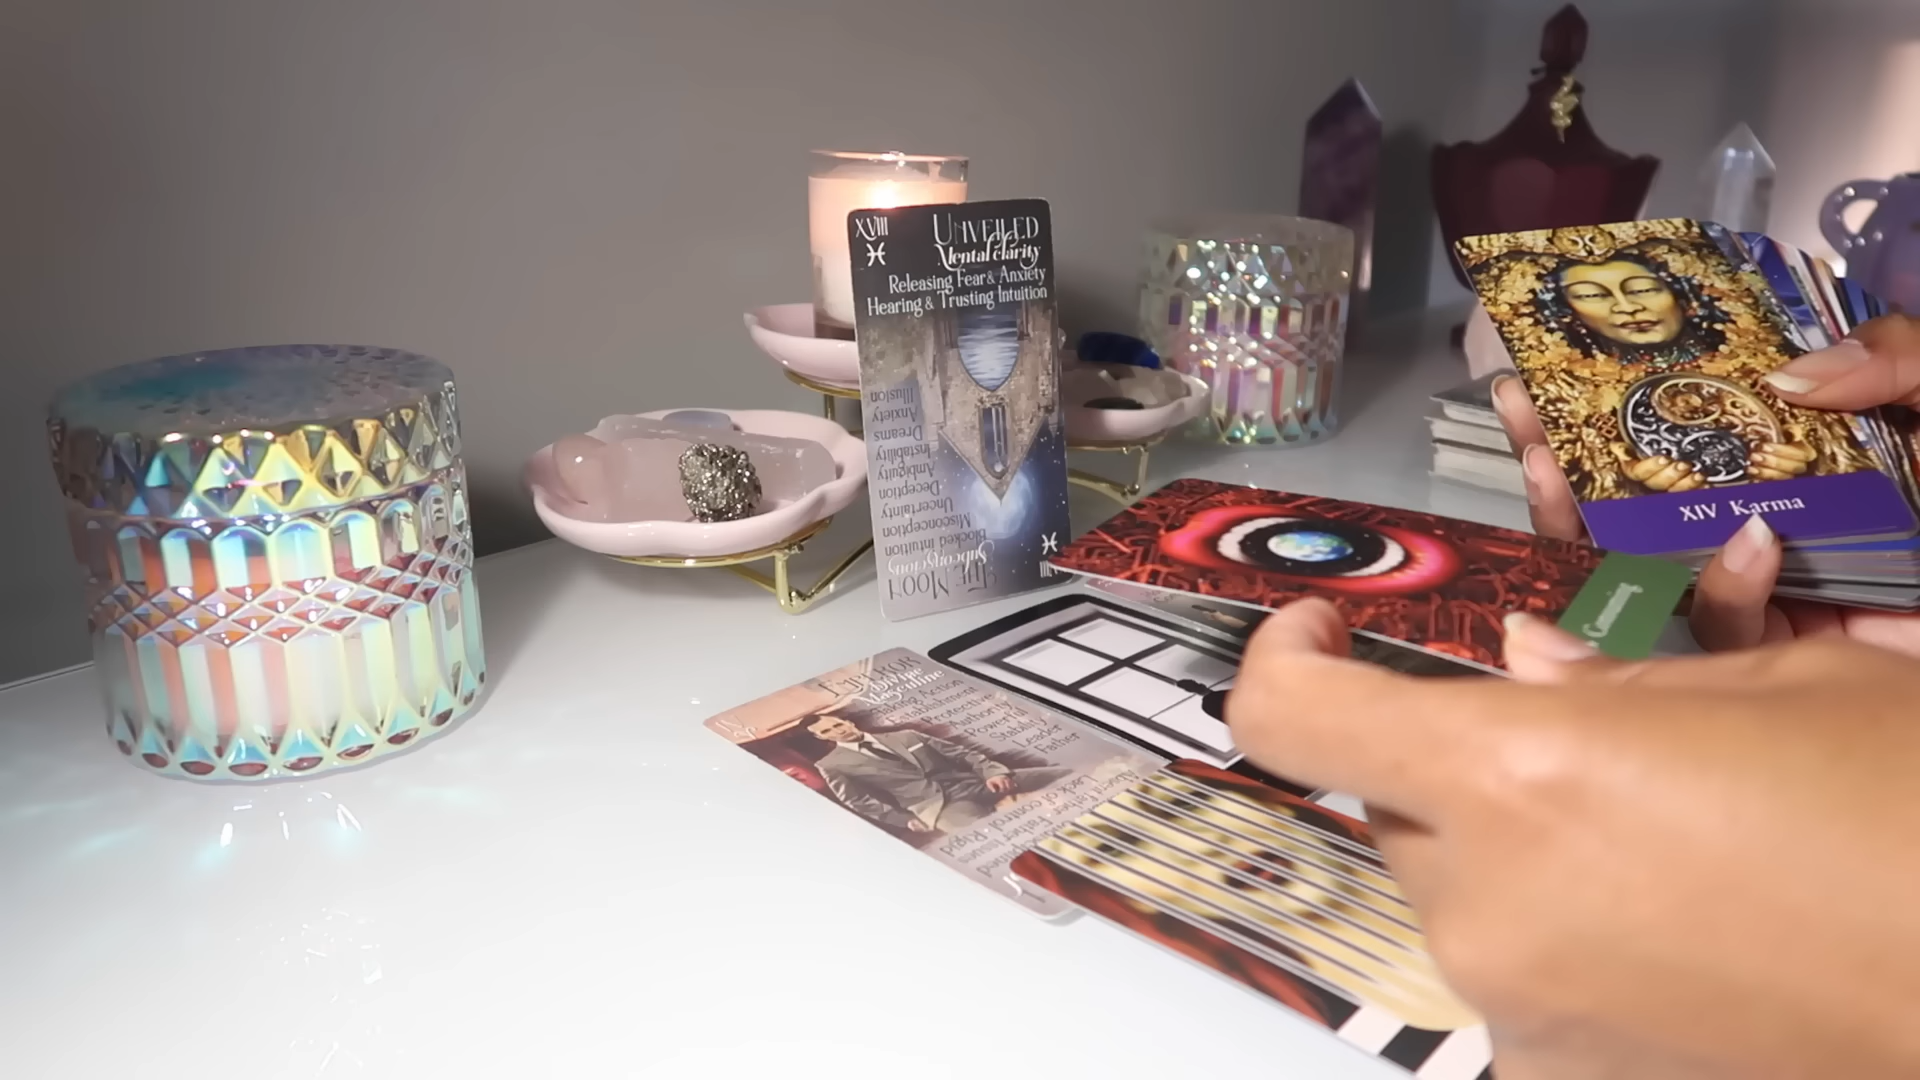 XVIII
UNVEILED
Mental clarity
Releasing Fear & Anxiety
Hearing & Trusting Intuition
THE MOON
Subconscious
Blocked intuition
Misconception
Uncertainty
Deception
Ambiguity
Instability
Dreams
Anxiety
Illusion
XIV Karma
EMPEROR
Divine
Masculine
Taking Action
Establishment
Protective
Authority
Powerful
Stability
Leader
Father
Lack of control Rigid